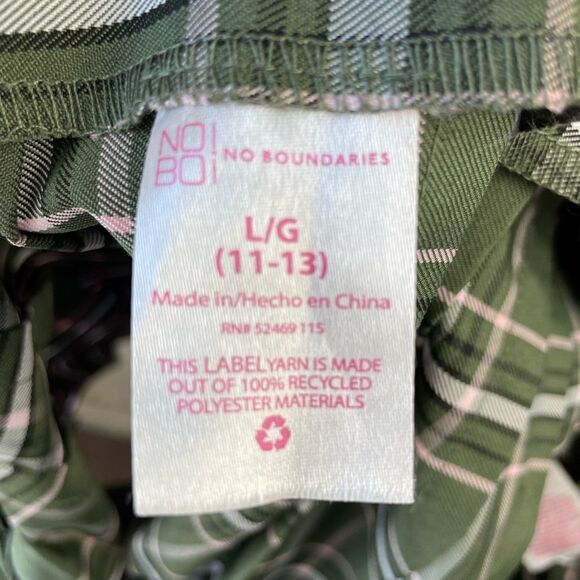 NO!
BO!
NO BOUNDARIES
L/G
(11-13)
Made in/Hecho en China
RN# 52469 115
THIS LABEL YARN IS MADE
OUT OF 100% RECYCLED
POLYESTER MATERIALS